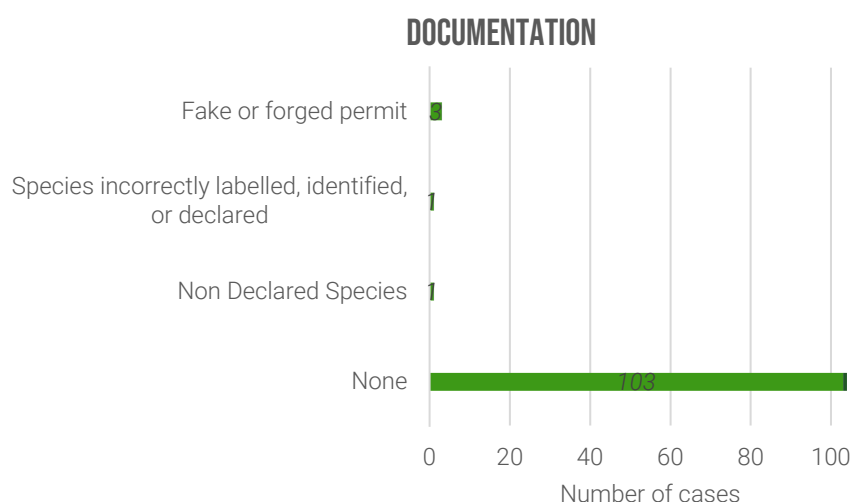 DOCUMENTATION
Fake or forged permit
3
Species incorrectly labelled, identified,
or declared
1
Non Declared Species
1
None
103
0 20 40 60 80 100
Number of cases